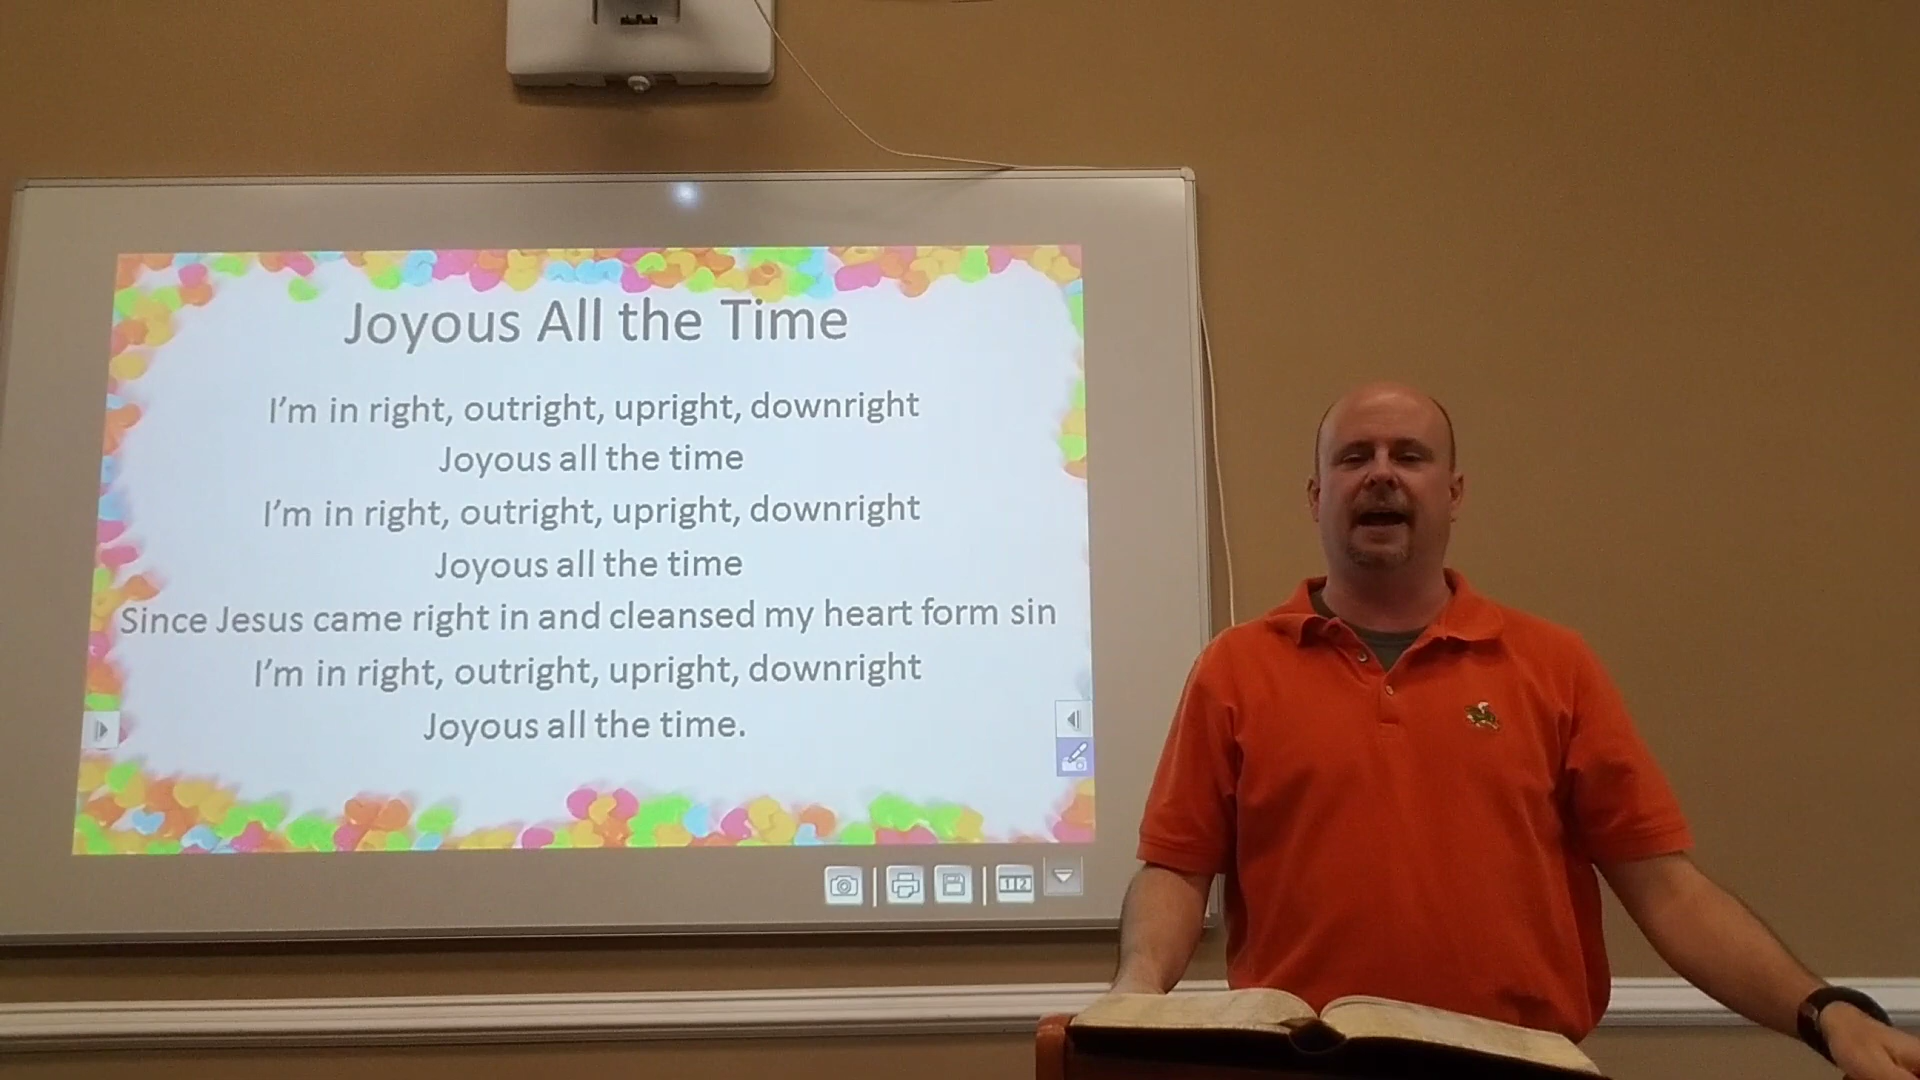 Joyous All the Time
I'm in right, outright, upright, downright
Joyous all the time
I'm in right, outright, upright, downright
Joyous all the time
Since Jesus came right in and cleansed my heart form sin
I'm in right, outright, upright, downright
Joyous all the time.
1 2